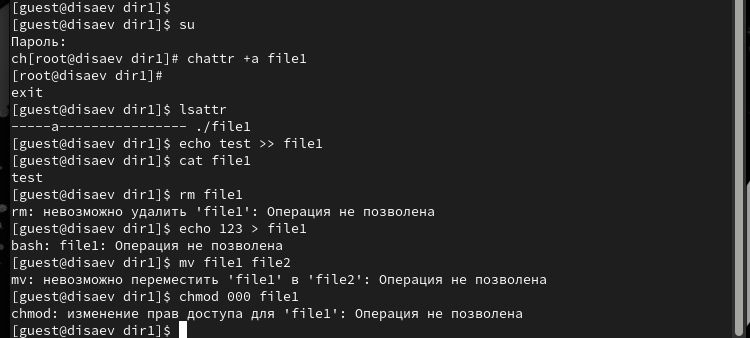 [guest@disaev dir1]$
[guest@disaev dir1]$ su
Пароль:
ch[root@disaev dir1]# chattr +a file1
[root@disaev dir1]#
exit
[guest@disaev dir1]$ lsattr
-----a---------------- ./file1
[guest@disaev dir1]$ echo test >> file1
[guest@disaev dir1]$ cat file1
test
[guest@disaev dir1]$ rm file1
rm: невозможно удалить 'file1': Операция не позволена
[guest@disaev dir1]$ echo 123 > file1
bash: file1: Операция не позволена
[guest@disaev dir1]$ mv file1 file2
mv: невозможно переместить 'file1' в 'file2': Операция не позволена
[guest@disaev dir1]$ chmod 000 file1
chmod: изменение прав доступа для 'file1': Операция не позволена
[guest@disaev dir1]$